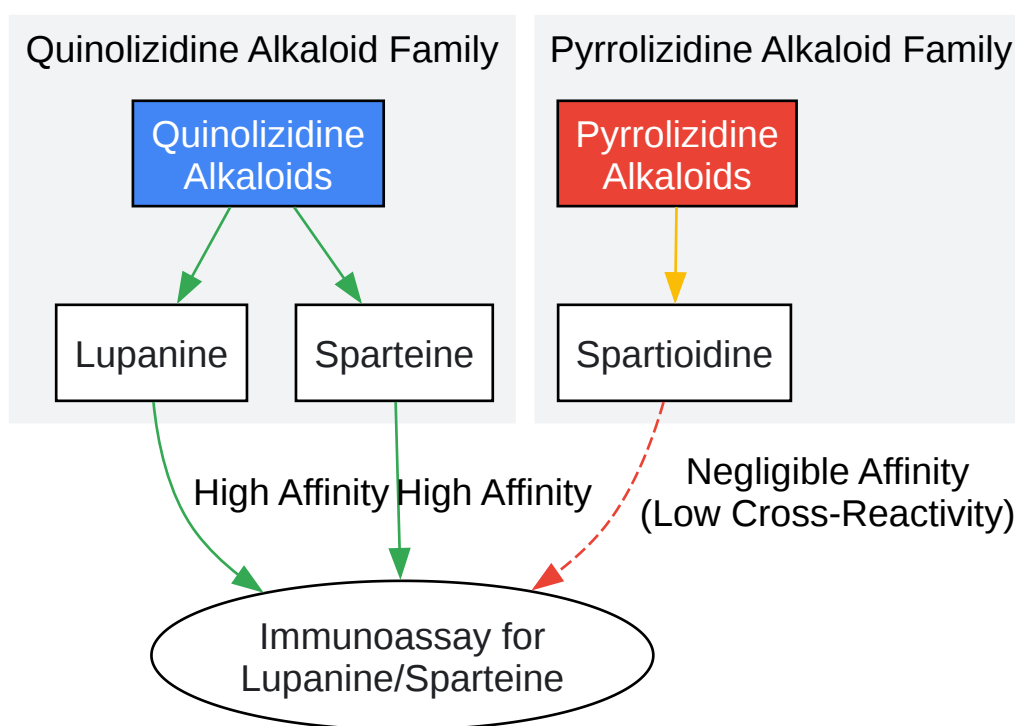 Quinolizidine Alkaloid Family
Pyrrolizidine Alkaloid Family
Quinolizidine
Alkaloids
Pyrrolizidine
Alkaloids
Lupanine
Sparteine
Spartioidine
High Affinity
High Affinity
Negligible Affinity
(Low Cross-Reactivity)
Immunoassay for
Lupanine/Sparteine